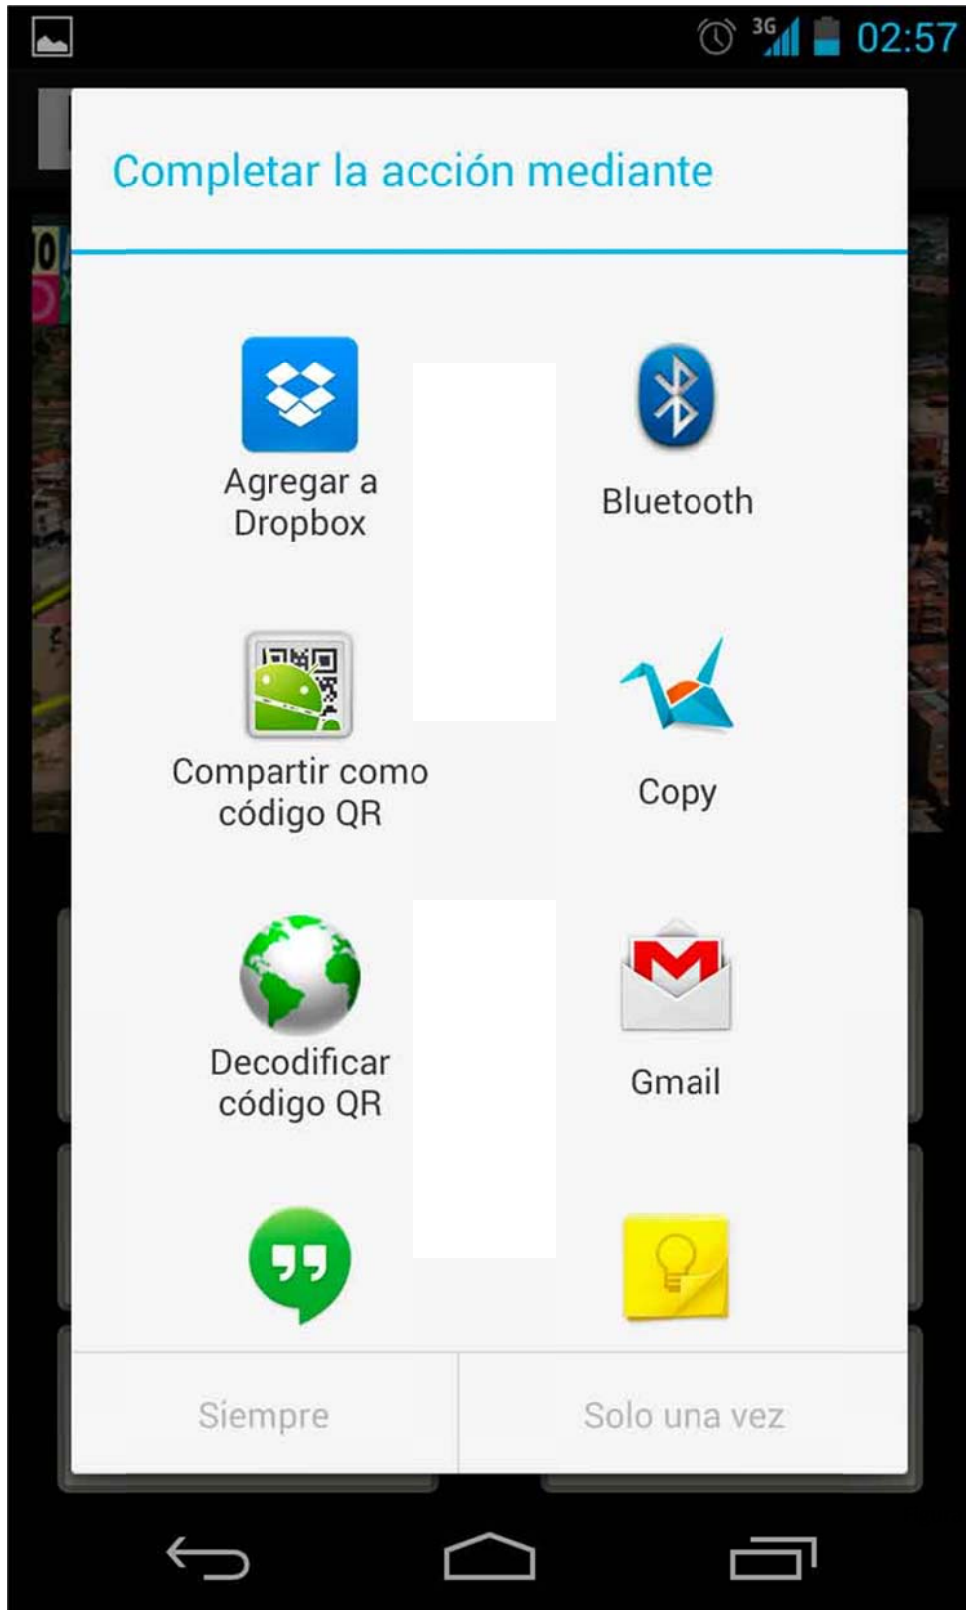 3G 02:57
Completar la acción mediante
Agregar a
Dropbox
Bluetooth
Compartir como
código QR
Copy
Decodificar
código QR
Gmail
Siempre
Solo una vez